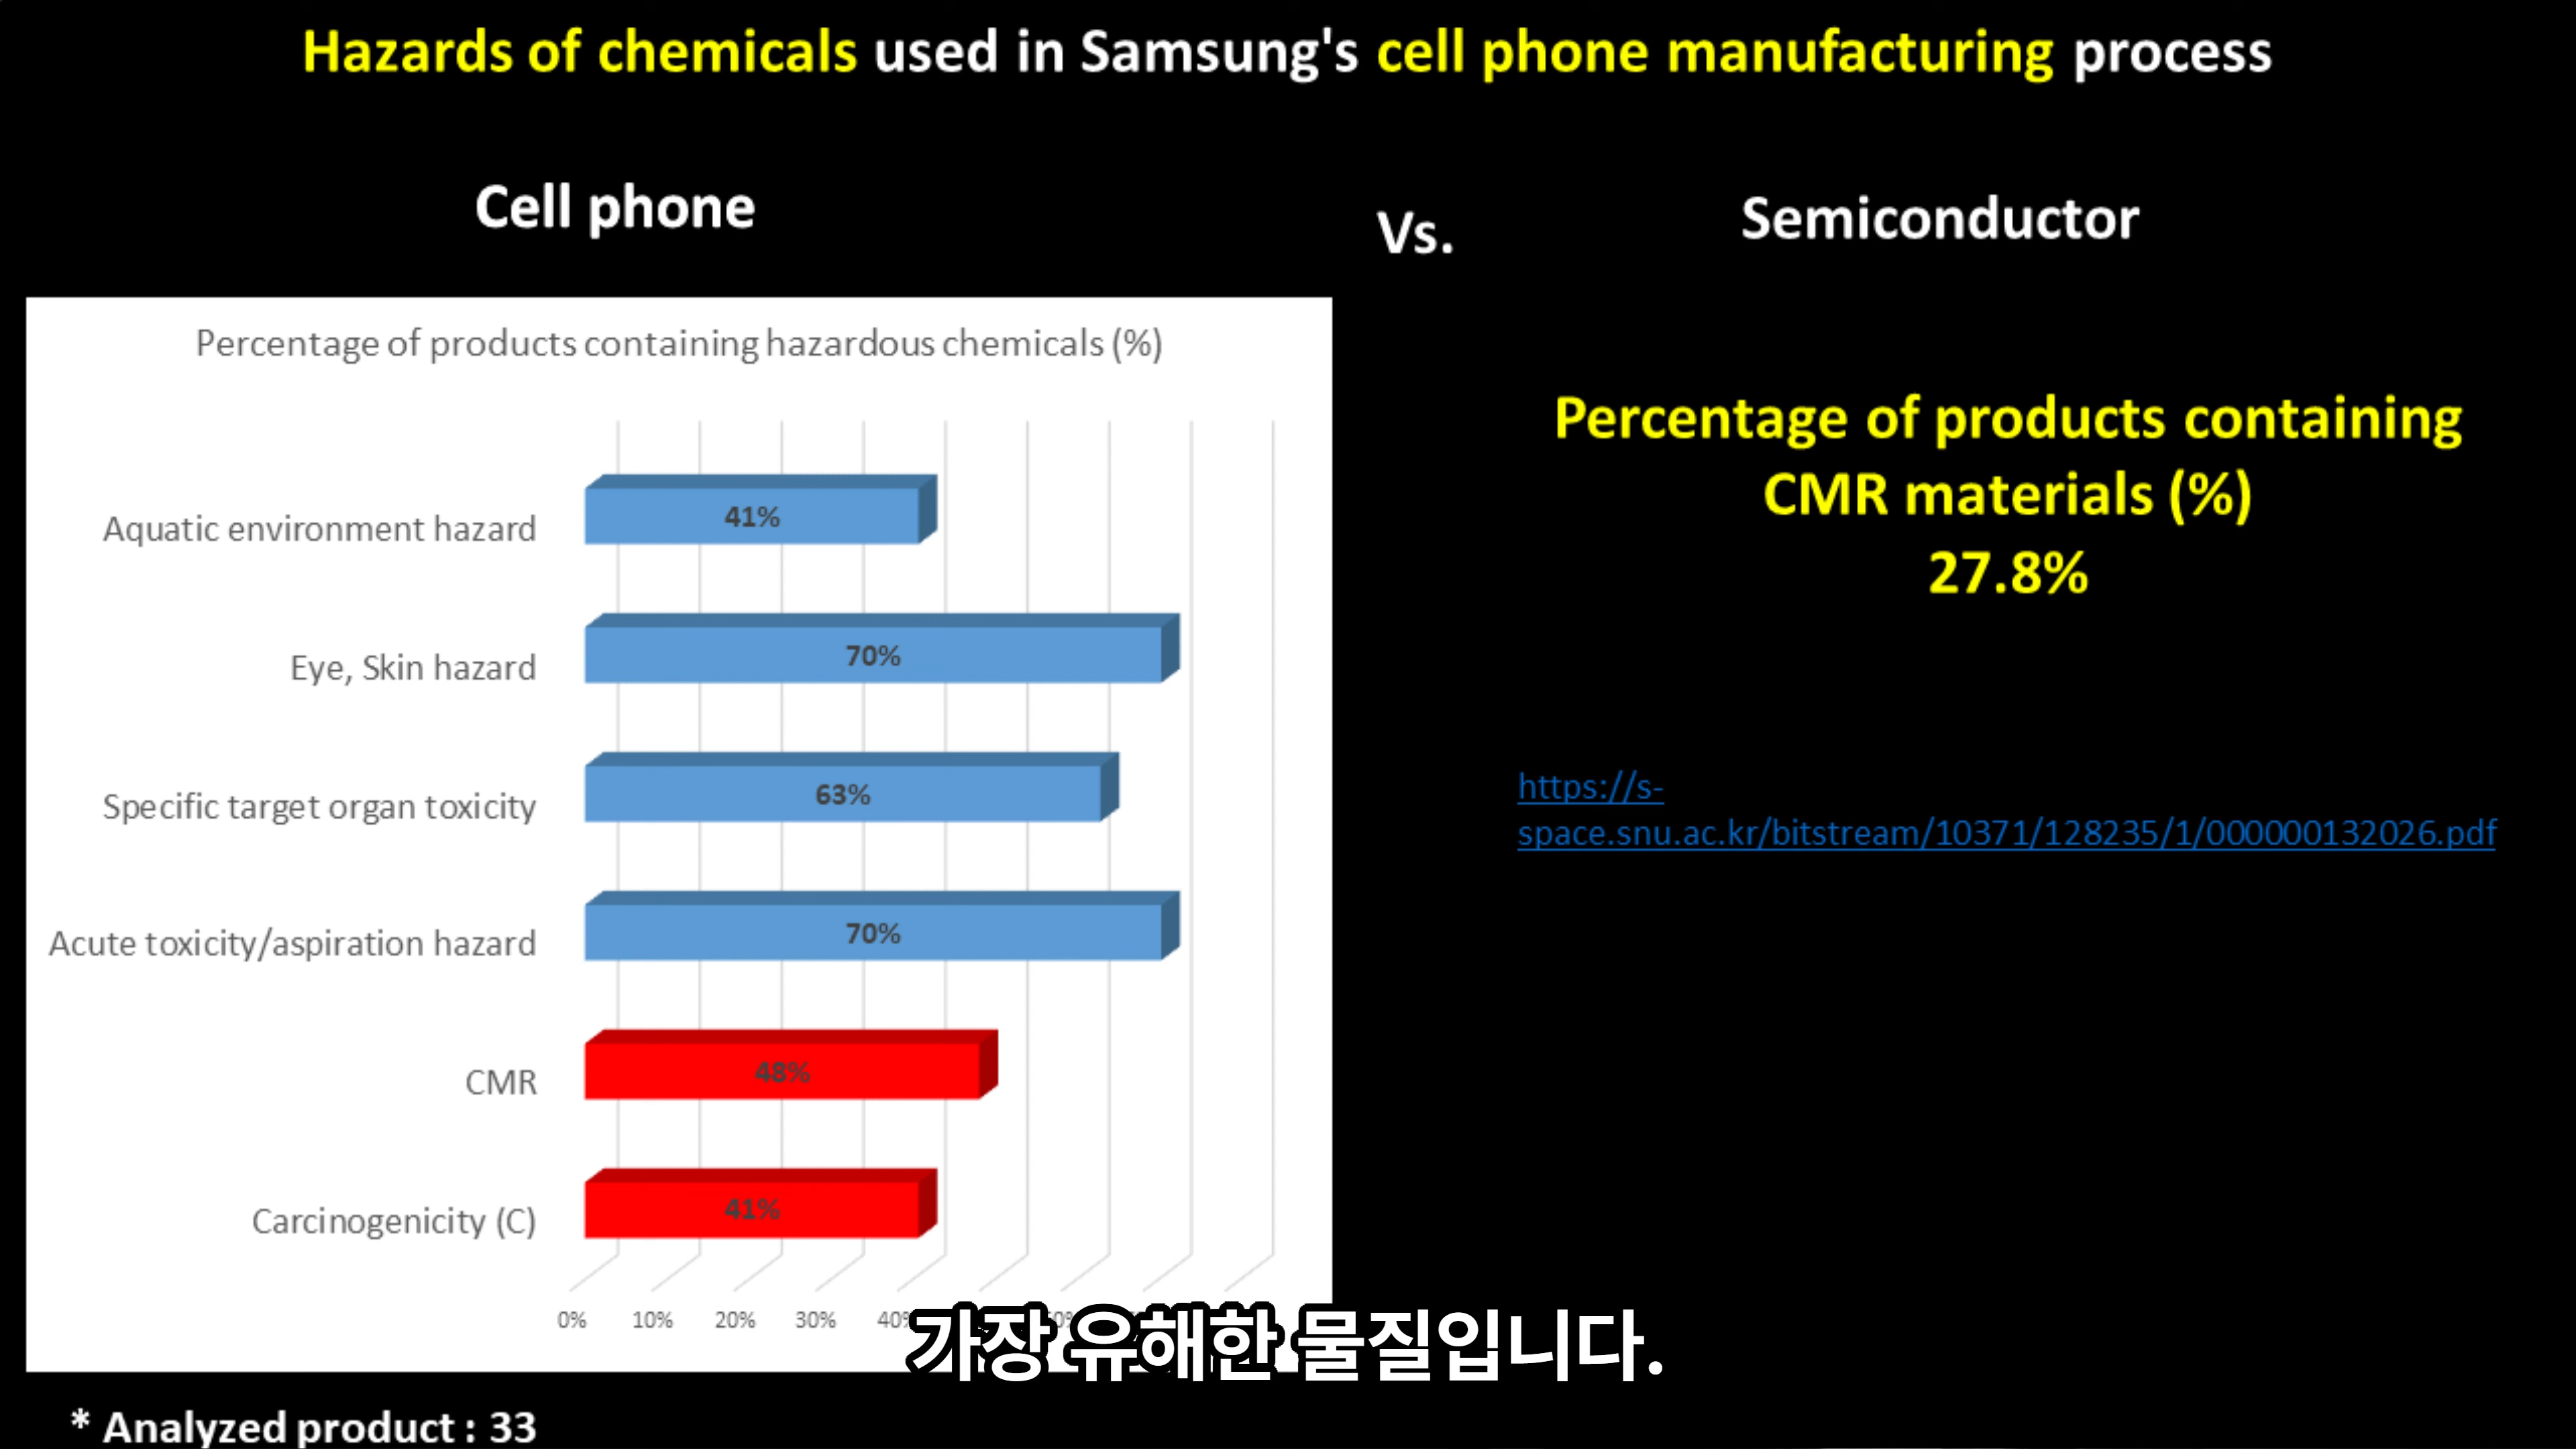 Hazards of chemicals used in Samsung's cell phone manufacturing process
Cell phone
Vs.
Semiconductor
Percentage of products containing hazardous chemicals (%)
Aquatic environment hazard
41%
Eye, Skin hazard
70%
Specific target organ toxicity
63%
Acute toxicity/aspiration hazard
70%
CMR
48%
Carcinogenicity (C)
41%
0% 10% 20% 30%
Percentage of products containing
CMR materials (%)
27.8%
https://s-
space.snu.ac.kr/bitstream/10371/128235/1/000000132026.pdf
가장 유해한 물질입니다.
* Analyzed product : 33